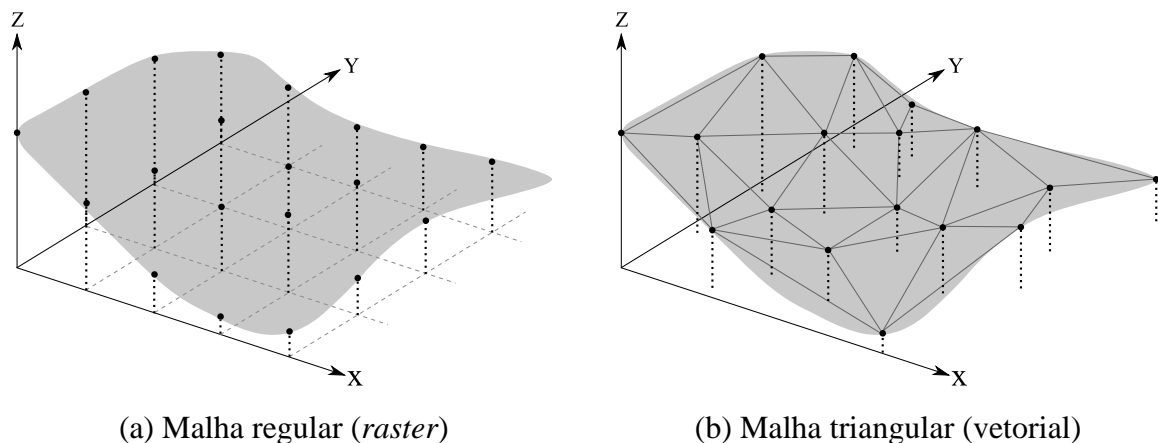 Z
Y
X
(a) Malha regular (raster)
Z
Y
X
(b) Malha triangular (vetorial)